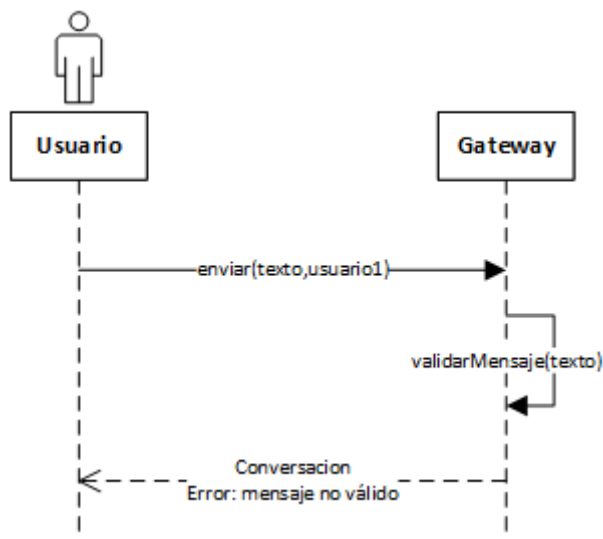 Usuario
Gateway
enviar(texto,usuario1)
validarMensaje(texto)
Conversacion
Error: mensaje no válido